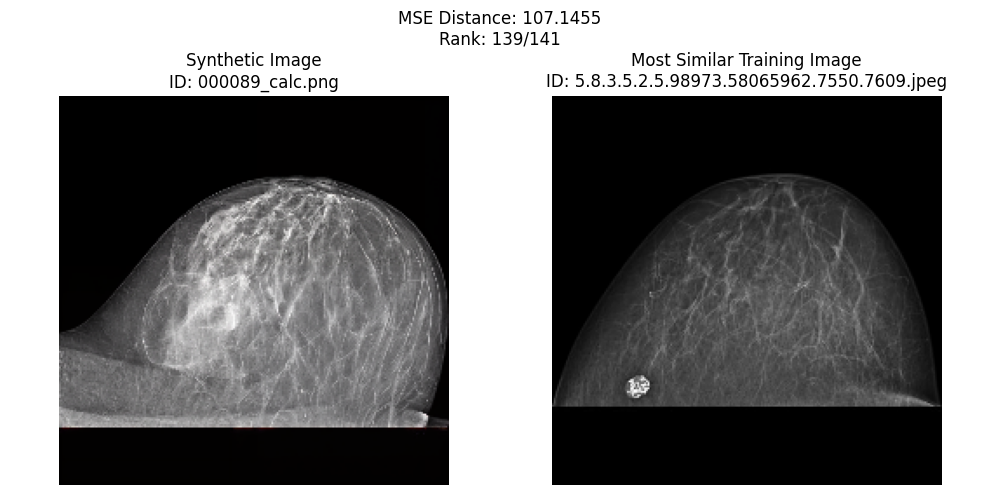 MSE Distance: 107.1455
Rank: 139/141
Synthetic Image
ID: 000089_calc.png
Most Similar Training Image
ID: 5.8.3.5.2.5.98973.58065962.7550.7609.jpeg